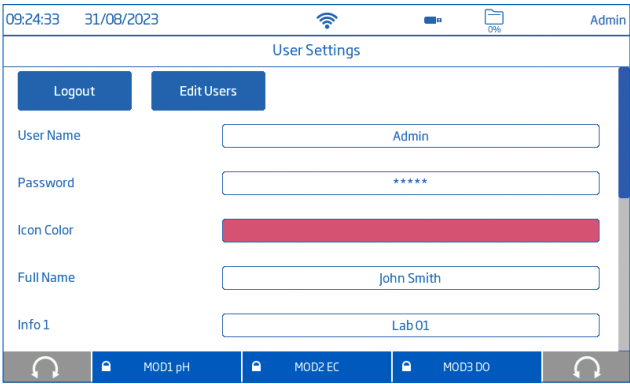 09:24:33 31/08/2023 0% Admin
User Settings
Logout Edit Users
User Name Admin
Password *****
Icon Color
Full Name John Smith
Info 1 Lab 01
MOD1 pH MOD2 EC MOD3 DO